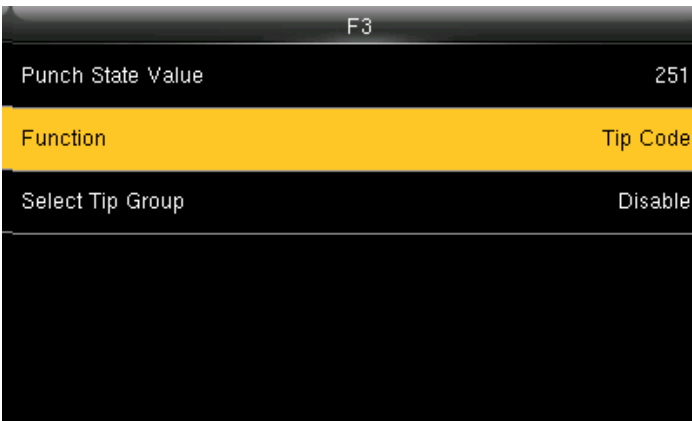 F3
Punch State Value 251
Function Tip Code
Select Tip Group Disable